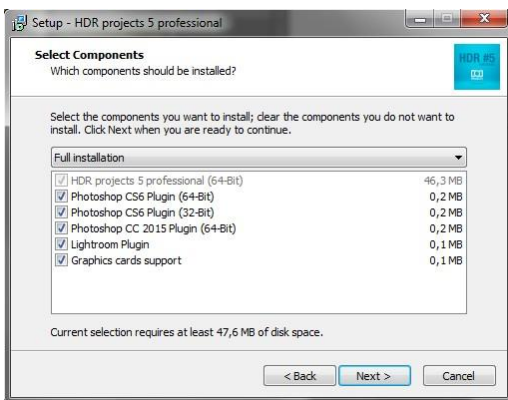 Setup - HDR projects 5 professional
Select Components
Which components should be installed?
HDR #5
Select the components you want to install; clear the components you do not want to
install. Click Next when you are ready to continue.
Full installation
HDR projects 5 professional (64-Bit) 46,3 MB
Photoshop CS6 Plugin (64-Bit) 0,2 MB
Photoshop CS6 Plugin (32-Bit) 0,2 MB
Photoshop CC 2015 Plugin (64-Bit) 0,2 MB
Lightroom Plugin 0,1 MB
Graphics cards support 0,1 MB
Current selection requires at least 47,6 MB of disk space.
< Back Next > Cancel